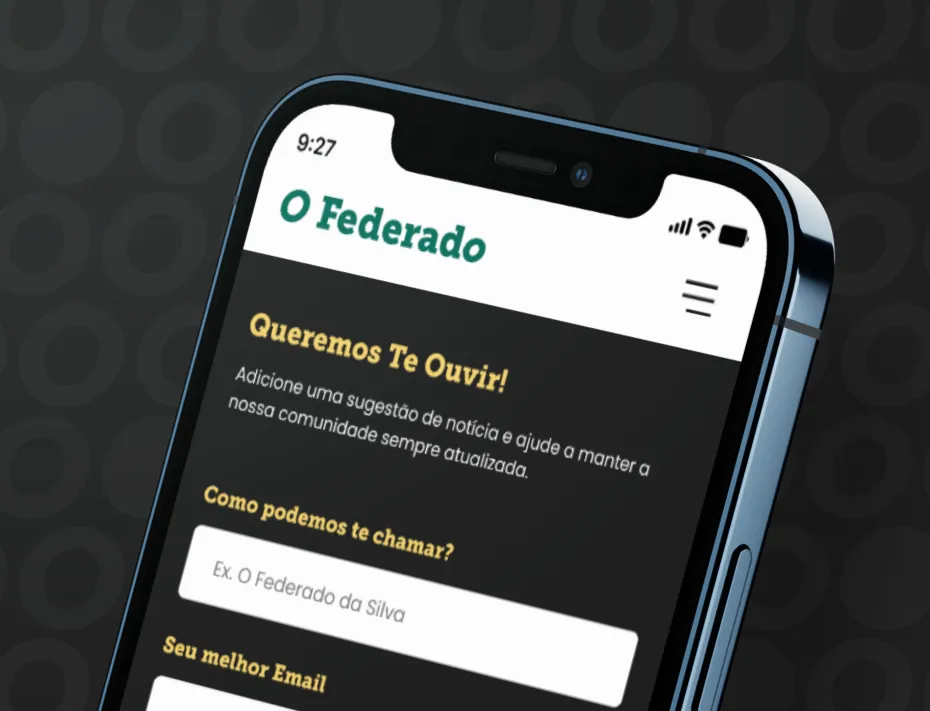 9:27
O Federado
Queremos Te Ouvir!
Adicione uma sugestão de notícia e ajude a manter a
nossa comunidade sempre atualizada.
Como podemos te chamar?
Ex. O Federado da Silva
Seu melhor Email